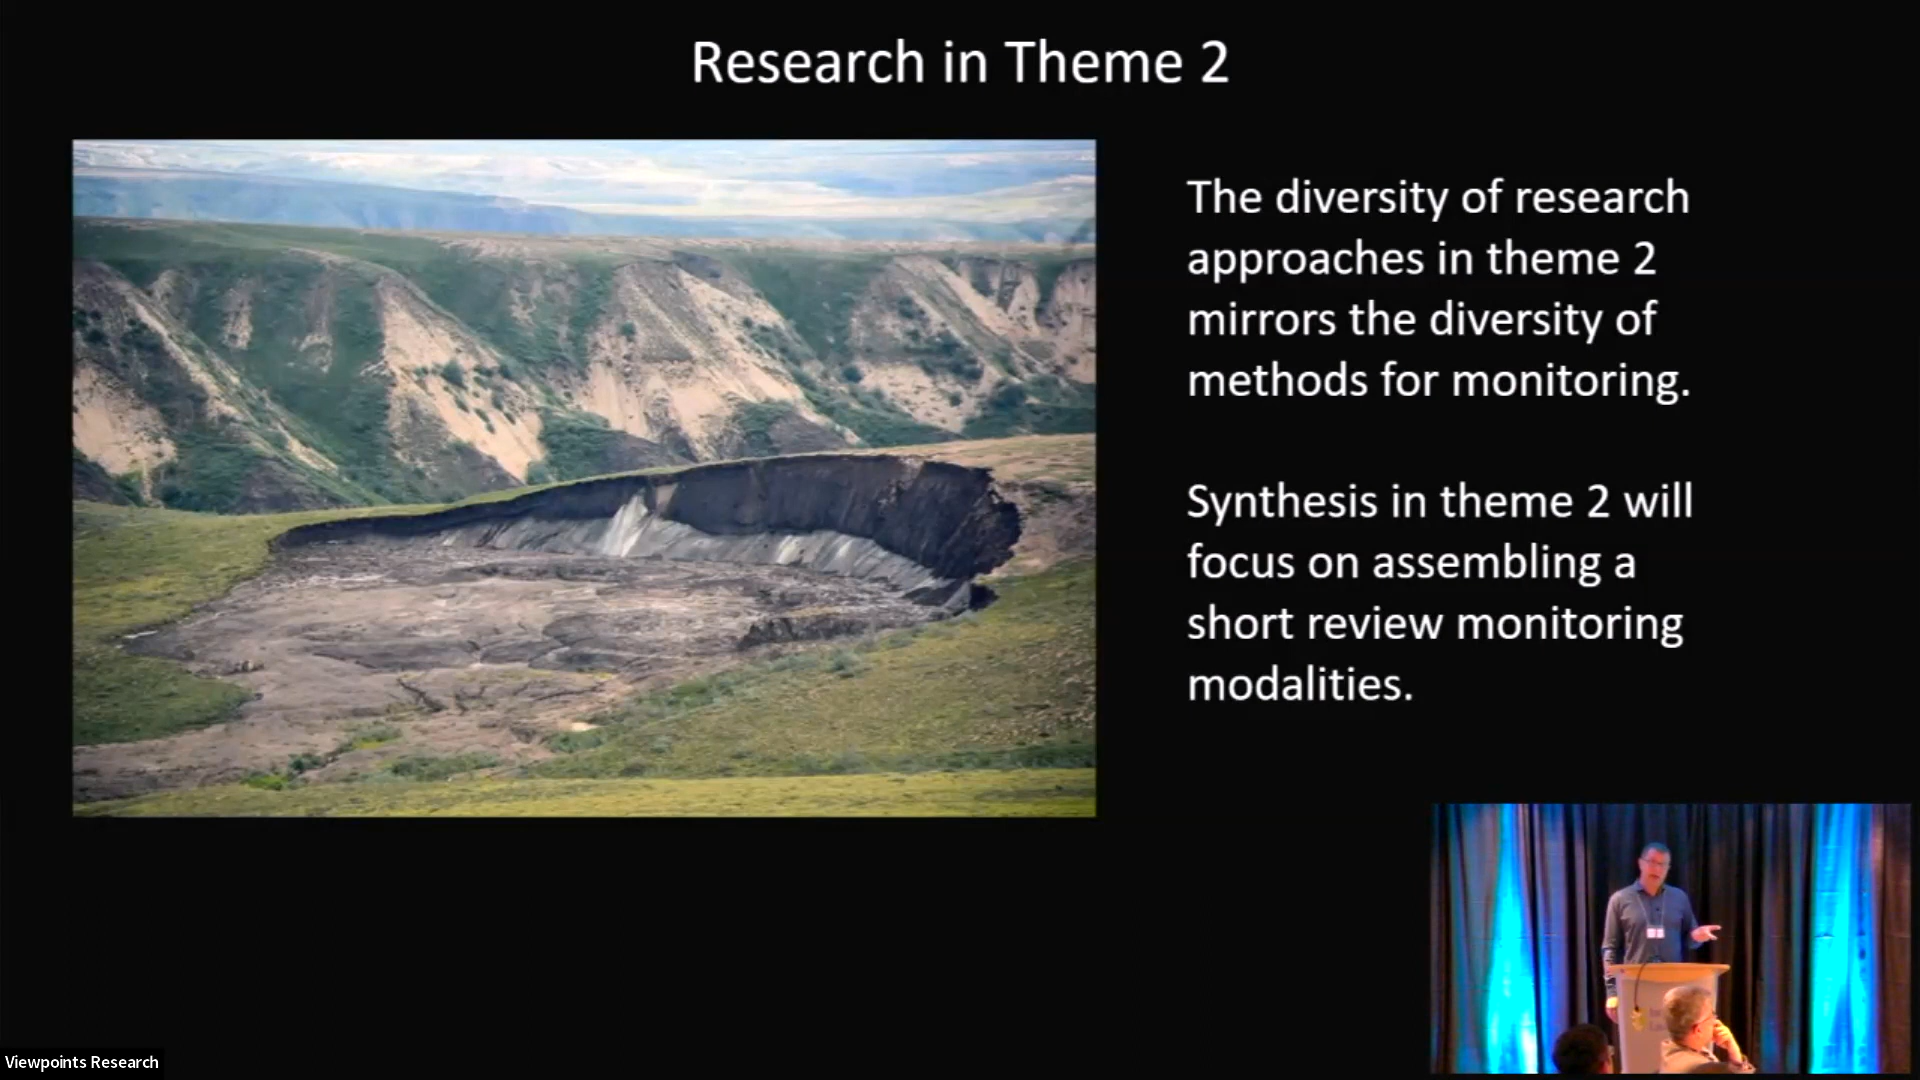 Research in Theme 2
The diversity of research
approaches in theme 2
mirrors the diversity of
methods for monitoring.
Synthesis in theme 2 will
focus on assembling a
short review monitoring
modalities.
Viewpoints Research